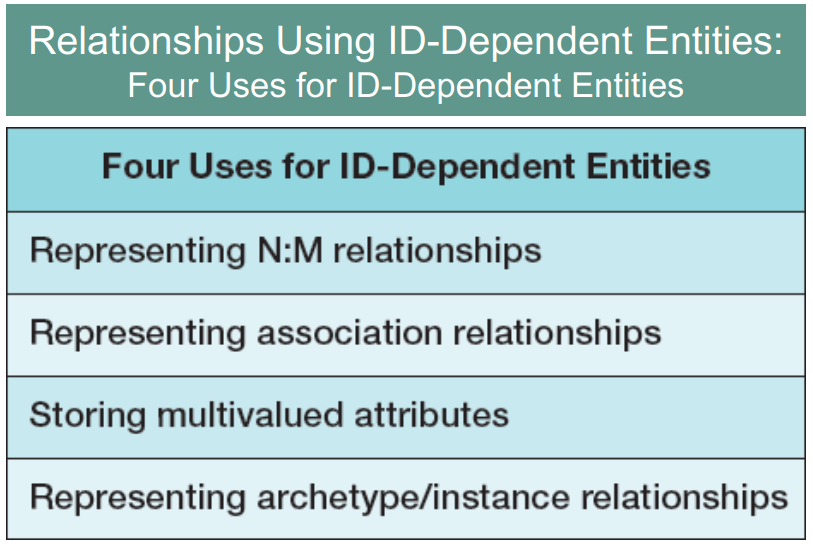 Relationships Using ID-Dependent Entities:
Four Uses for ID-Dependent Entities
Four Uses for ID-Dependent Entities
Representing N:M relationships
Representing association relationships
Storing multivalued attributes
Representing archetype/instance relationships